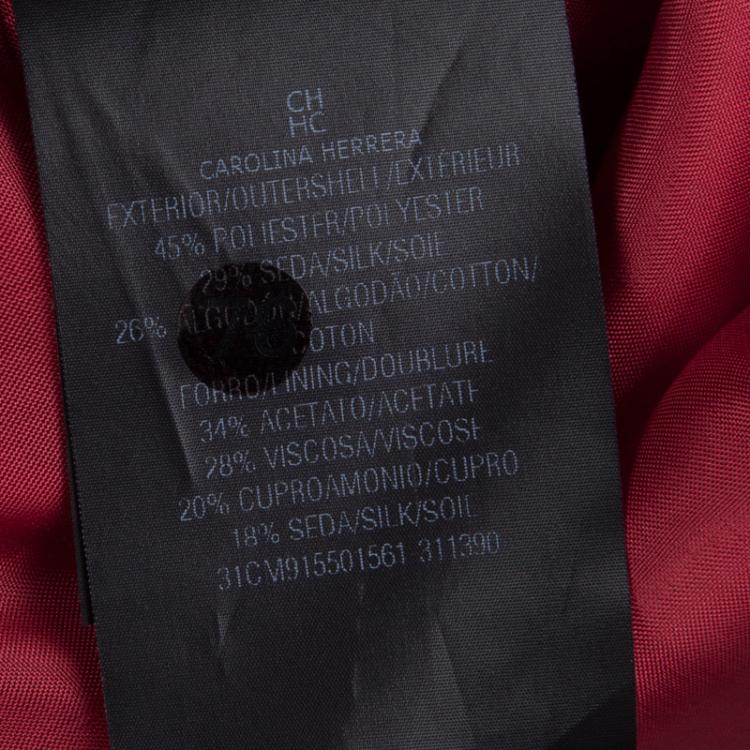 CH
HC
CAROLINA HERRERA
EXTERIOR/OUTERSHELL/EXTÉRIEUR
45% POLIESTER/POLYESTER
29% SEDA/SILK/SOIE
26% ALGODÓN/ALGODÃO/COTTON/
COTON
FORRO/LINING/DOUBLURE
34% ACETATO/ACETATE
28% VISCOSA/VISCOSE
20% CUPROAMONIO/CUPRO
18% SEDA/SILK/SOIE
31CM915501561 311390